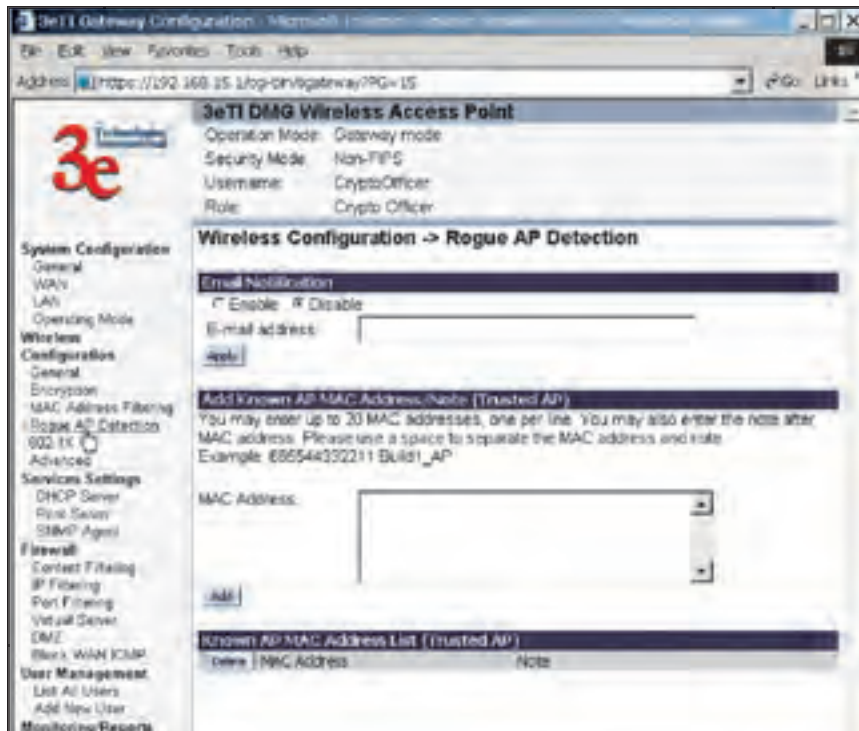 3eTI Gateway Configuration - Microsoft
File Edit View Favorites Tools Help
Address https://192.168.15.1/cgi-bin/sgateway?PG=15 Go Links
3e Technologies
3eTI DMG Wireless Access Point
Operation Mode: Gateway mode
Security Mode: Non-FIPS
Username: CryptoOfficer
Role: Crypto Officer
System Configuration
General
WAN
LAN
Operating Mode
Wireless
Configuration
General
Encryption
MAC Address Filtering
Rogue AP Detection
802.1X
Advanced
Services Settings
DHCP Server
Print Server
SNMP Agent
Firewall
Content Filtering
IP Filtering
Port Filtering
Virtual Server
DMZ
Block WAN ICMP
User Management
List All Users
Add New User
Monitoring/Reports
Wireless Configuration -> Rogue AP Detection
Email Notification
Enable Disable
E-mail address:
Apply
Add Known AP MAC Address/Note (Trusted AP)
You may enter up to 20 MAC addresses, one per line. You may also enter the note after
MAC address. Please use a space to separate the MAC address and note.
Example: 665544332211 Build1_AP
MAC Address:
Add
Known AP MAC Address List (Trusted AP)
Delete MAC Address Note